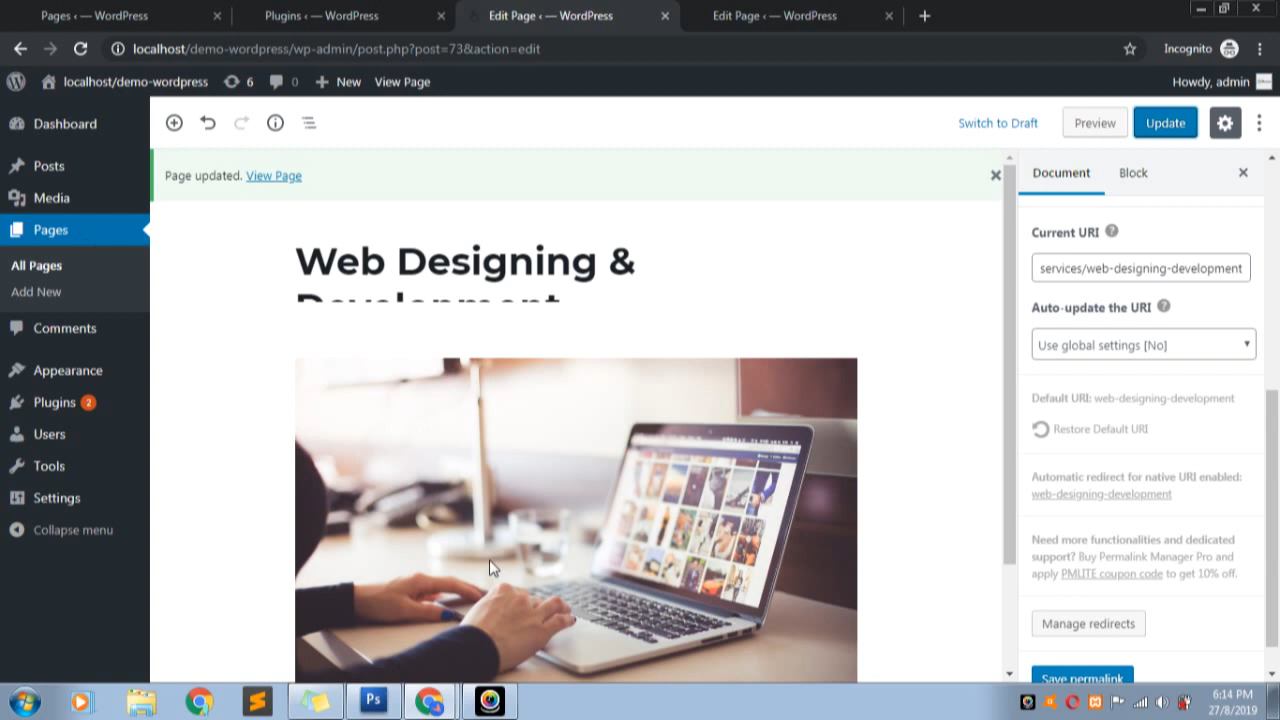 Pages ‹ — WordPress
Plugins ‹ — WordPress
Edit Page ‹ — WordPress
Edit Page ‹ — WordPress
localhost/demo-wordpress/wp-admin/post.php?post=73&action=edit
Incognito
localhost/demo-wordpress
6
0
New
View Page
Howdy, admin
Dashboard
Posts
Media
Pages
All Pages
Add New
Comments
Appearance
Plugins 2
Users
Tools
Settings
Collapse menu
Switch to Draft
Preview
Update
Page updated. View Page
Web Designing &
Development
Document
Block
Current URI
services/web-designing-development
Auto-update the URI
Use global settings [No]
Default URI: web-designing-development
Restore Default URI
Automatic redirect for native URI enabled:
web-designing-development
Need more functionalities and dedicated
support? Buy Permalink Manager Pro and
apply PMLITE coupon code to get 10% off.
Manage redirects
Save permalink
Ps
6:14 PM
27/8/2019